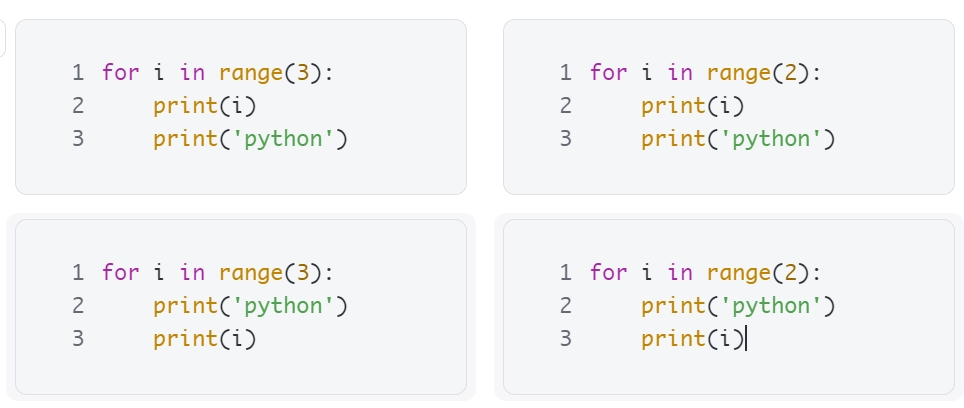 1 for i in range(3):
2     print(i)
3     print('python')
1 for i in range(2):
2     print(i)
3     print('python')
1 for i in range(3):
2     print('python')
3     print(i)
1 for i in range(2):
2     print('python')
3     print(i)